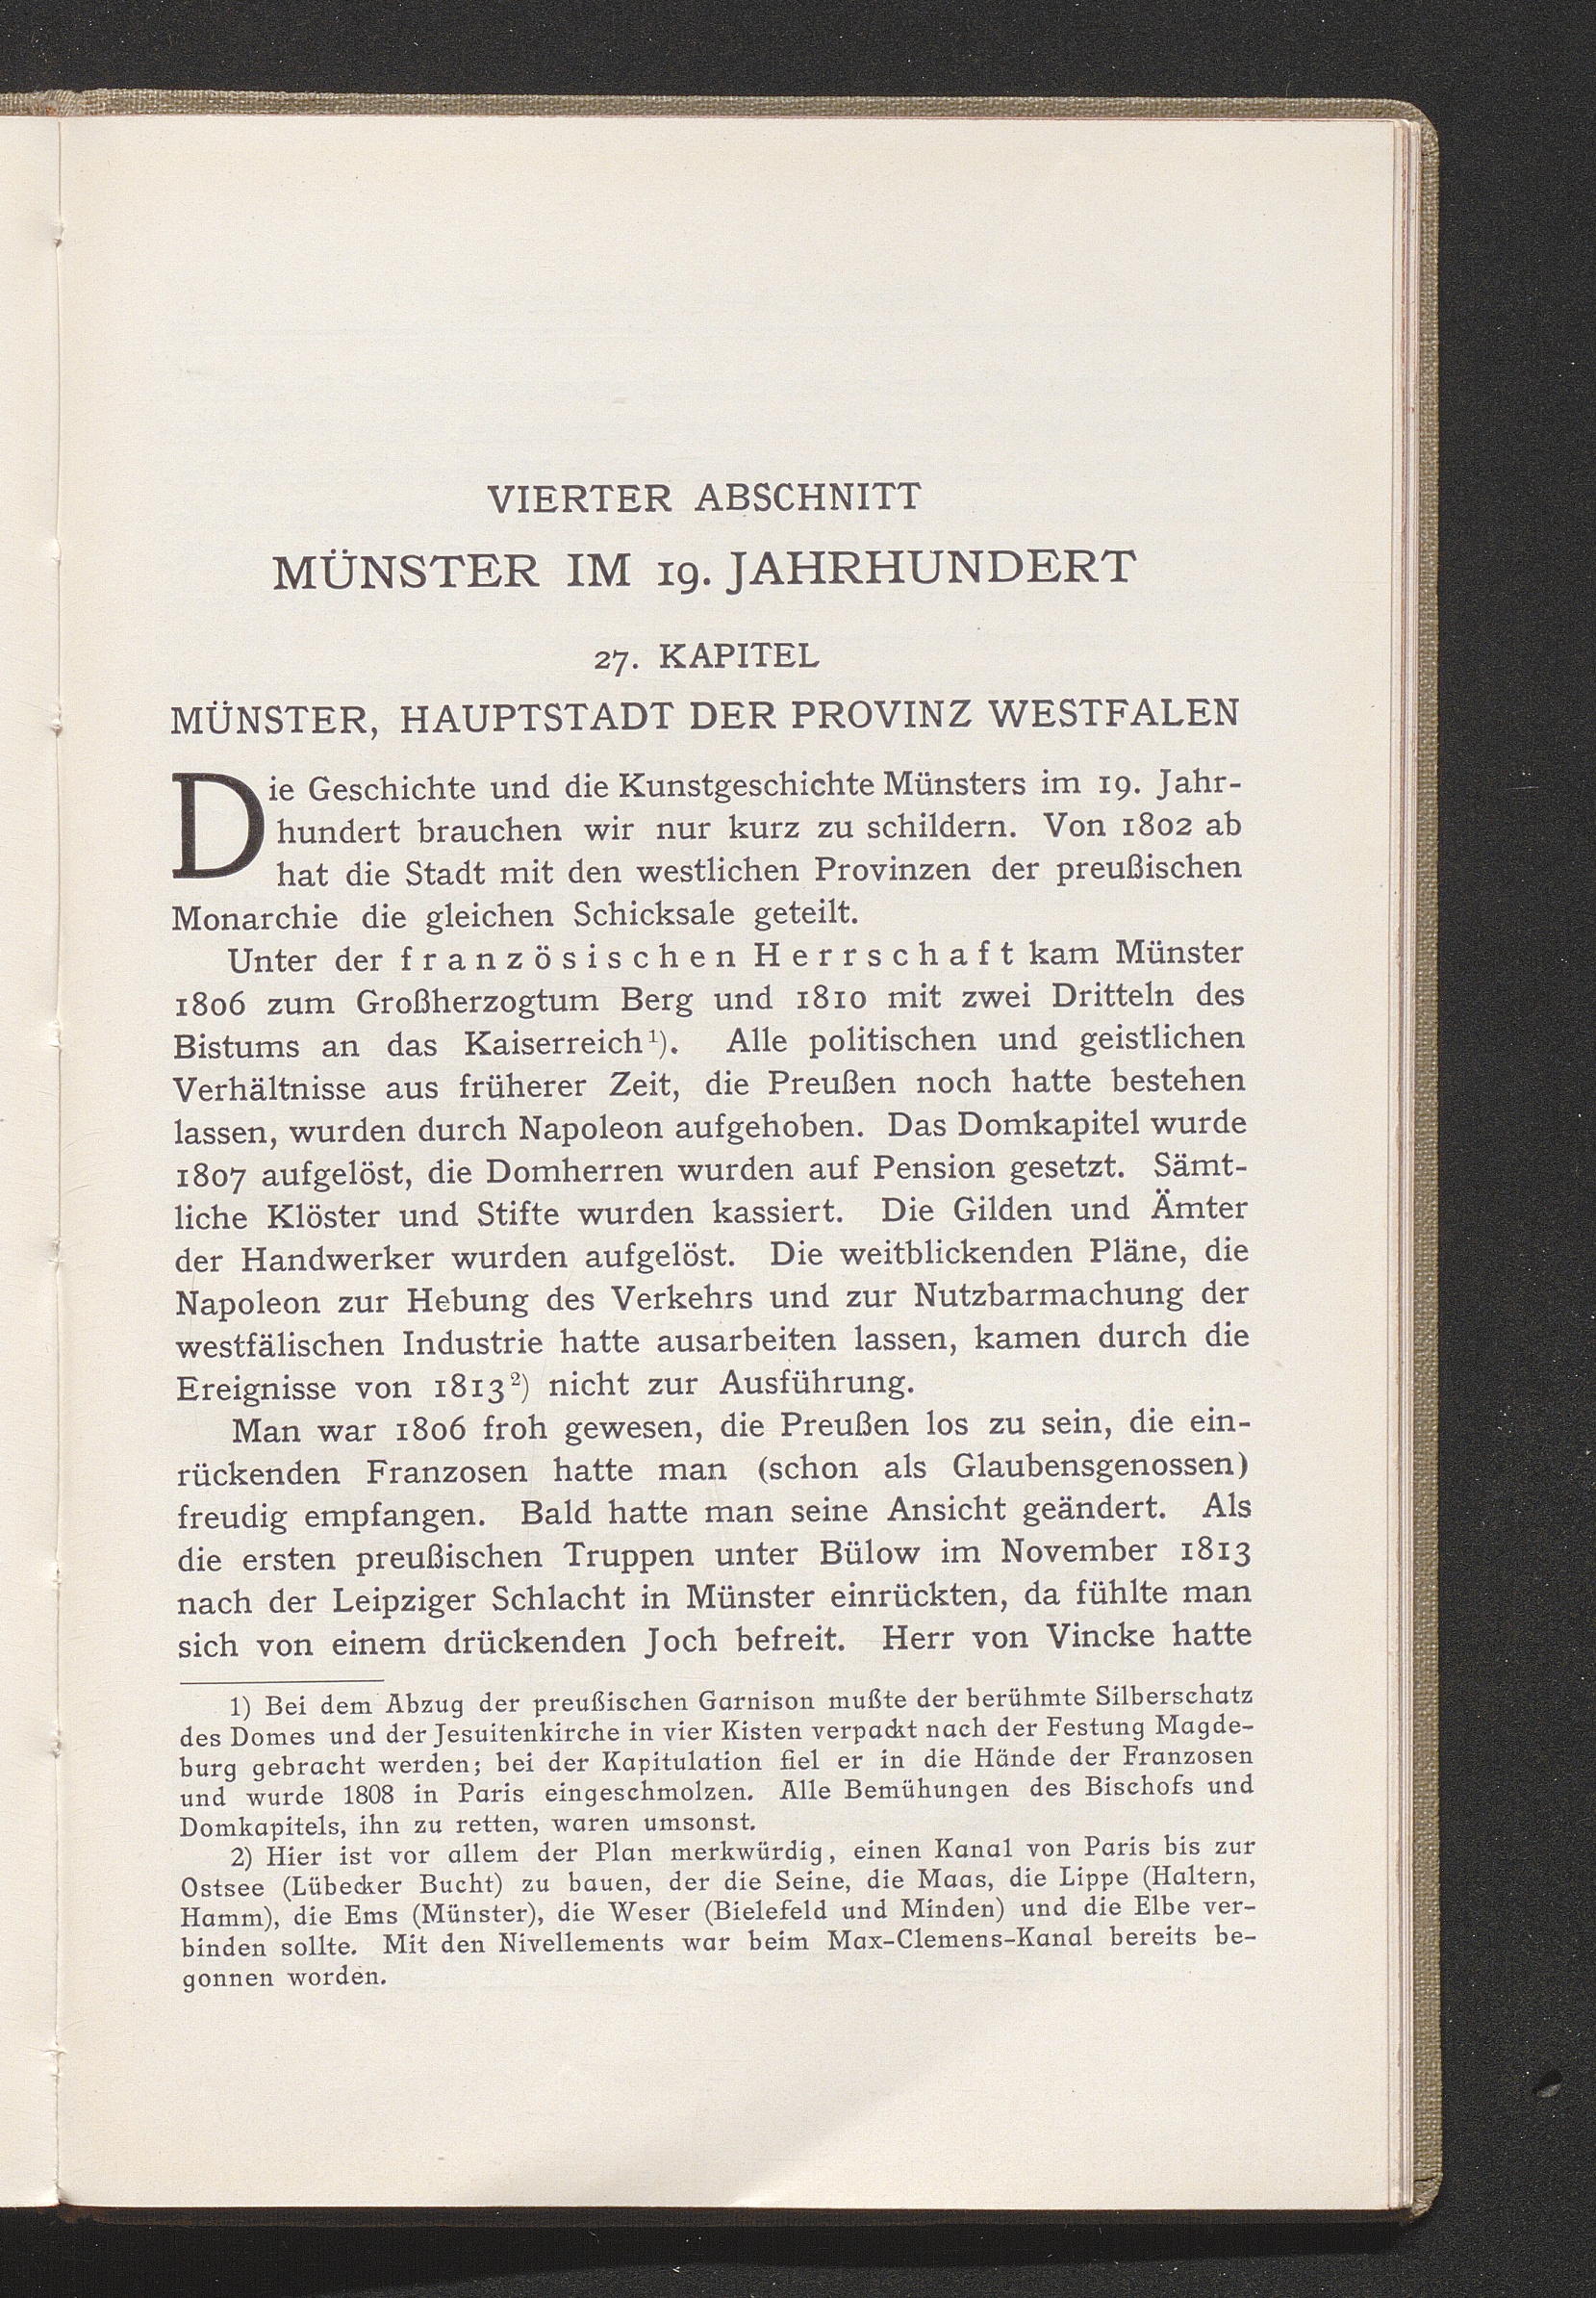 VIERTER ABSCHNITT
MÜNSTER IM 19. JAHRHUNDERT
27. KAPITEL
MÜNSTER, HAUPTSTADT DER PROVINZ WESTFALEN
Die Geschichte und die Kunstgeschichte Münsters im 19. Jahr-
hundert brauchen wir nur kurz zu schildern. Von 1802 ab
hat die Stadt mit den westlichen Provinzen der preußischen
Monarchie die gleichen Schicksale geteilt.
Unter der französischen Herrschaft kam Münster
1806 zum Großherzogtum Berg und 1810 mit zwei Dritteln des
Bistums an das Kaiserreich¹). Alle politischen und geistlichen
Verhältnisse aus früherer Zeit, die Preußen noch hatte bestehen
lassen, wurden durch Napoleon aufgehoben. Das Domkapitel wurde
1807 aufgelöst, die Domherren wurden auf Pension gesetzt. Sämt-
liche Klöster und Stifte wurden kassiert. Die Gilden und Ämter
der Handwerker wurden aufgelöst. Die weitblickenden Pläne, die
Napoleon zur Hebung des Verkehrs und zur Nutzbarmachung der
westfälischen Industrie hatte ausarbeiten lassen, kamen durch die
Ereignisse von 1813²) nicht zur Ausführung.
Man war 1806 froh gewesen, die Preußen los zu sein, die ein-
rückenden Franzosen hatte man (schon als Glaubensgenossen)
freudig empfangen. Bald hatte man seine Ansicht geändert. Als
die ersten preußischen Truppen unter Bülow im November 1813
nach der Leipziger Schlacht in Münster einrückten, da fühlte man
sich von einem drückenden Joch befreit. Herr von Vincke hatte
1) Bei dem Abzug der preußischen Garnison mußte der berühmte Silberschatz
des Domes und der Jesuitenkirche in vier Kisten verpackt nach der Festung Magde-
burg gebracht werden; bei der Kapitulation fiel er in die Hände der Franzosen
und wurde 1808 in Paris eingeschmolzen. Alle Bemühungen des Bischofs und
Domkapitels, ihn zu retten, waren umsonst.
2) Hier ist vor allem der Plan merkwürdig, einen Kanal von Paris bis zur
Ostsee (Lübecker Bucht) zu bauen, der die Seine, die Maas, die Lippe (Haltern,
Hamm), die Ems (Münster), die Weser (Bielefeld und Minden) und die Elbe ver-
binden sollte. Mit den Nivellements war beim Max-Clemens-Kanal bereits be-
gonnen worden.